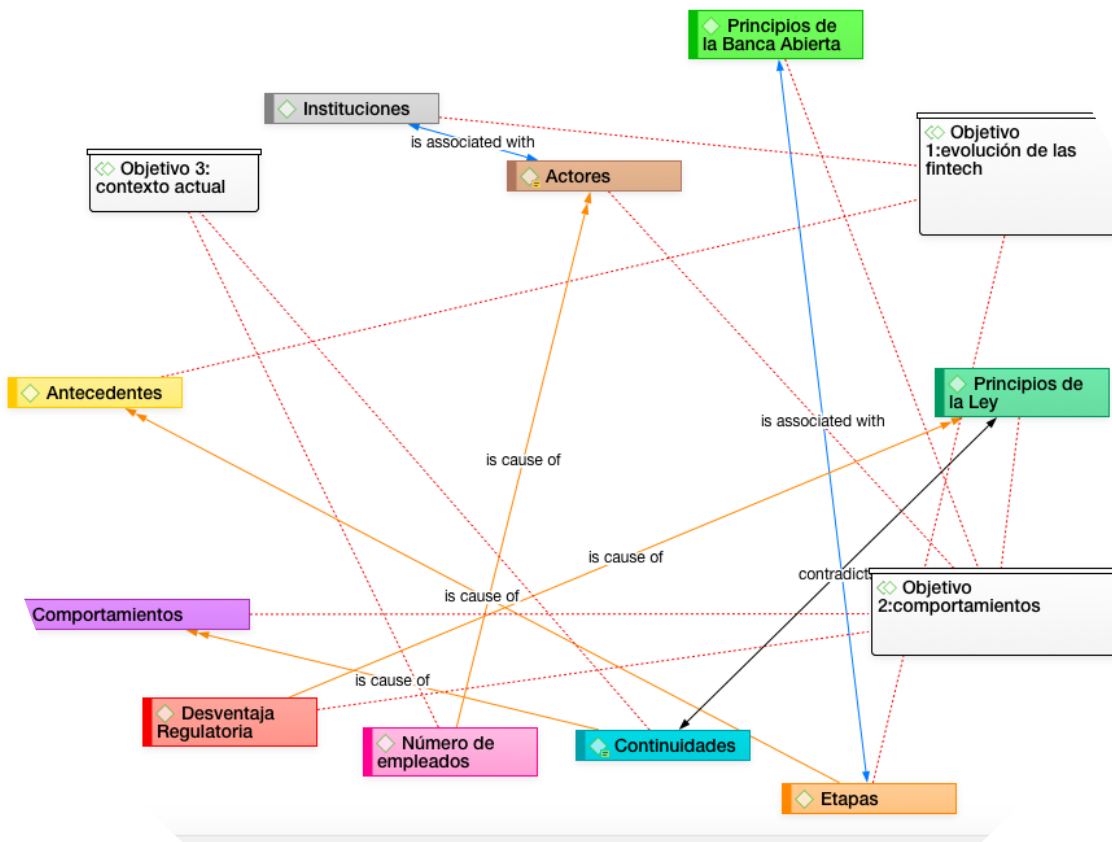 Principios de
la Banca Abierta
Instituciones
is associated with
Objetivo
1:evolución de las
fintech
Objetivo 3:
contexto actual
Actores
Antecedentes
Principios de
la Ley
is associated with
is cause of
is cause of
contradicts
is cause of
Objetivo
2:comportamientos
Comportamientos
is cause of
Desventaja
Regulatoria
Número de
empleados
Continuidades
Etapas